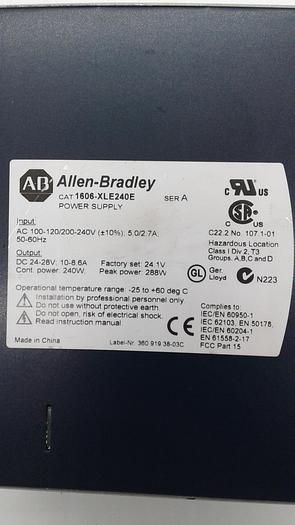 AB Allen-Bradley
CAT 1606-XLE240E SER A
POWER SUPPLY
Input:
AC 100-120/200-240V (±10%); 5.0/2.7A,
50-60Hz
Output:
DC 24-28V; 10-8.6A Factory set: 24.1V
Cont. power: 240W; Peak power: 288W
Operational temperature range: -25 to +60 deg C
Installation by professional personnel only.
Do not use without protective earth.
Do not open, risk of electrical shock.
Read instruction manual.
Made in China
Label-Nr. 360 919 38-03C
C US
C US
C22.2 No. 107.1-01
Hazardous Location
Class I Div 2, T3
Groups. A,B,C and D
GL Ger. Lloyd N223
CE
Complies to:
IEC/EN 60950-1
IEC 62103, EN 50178,
IEC/EN 60204-1
EN 61558-2-17
FCC Part 15